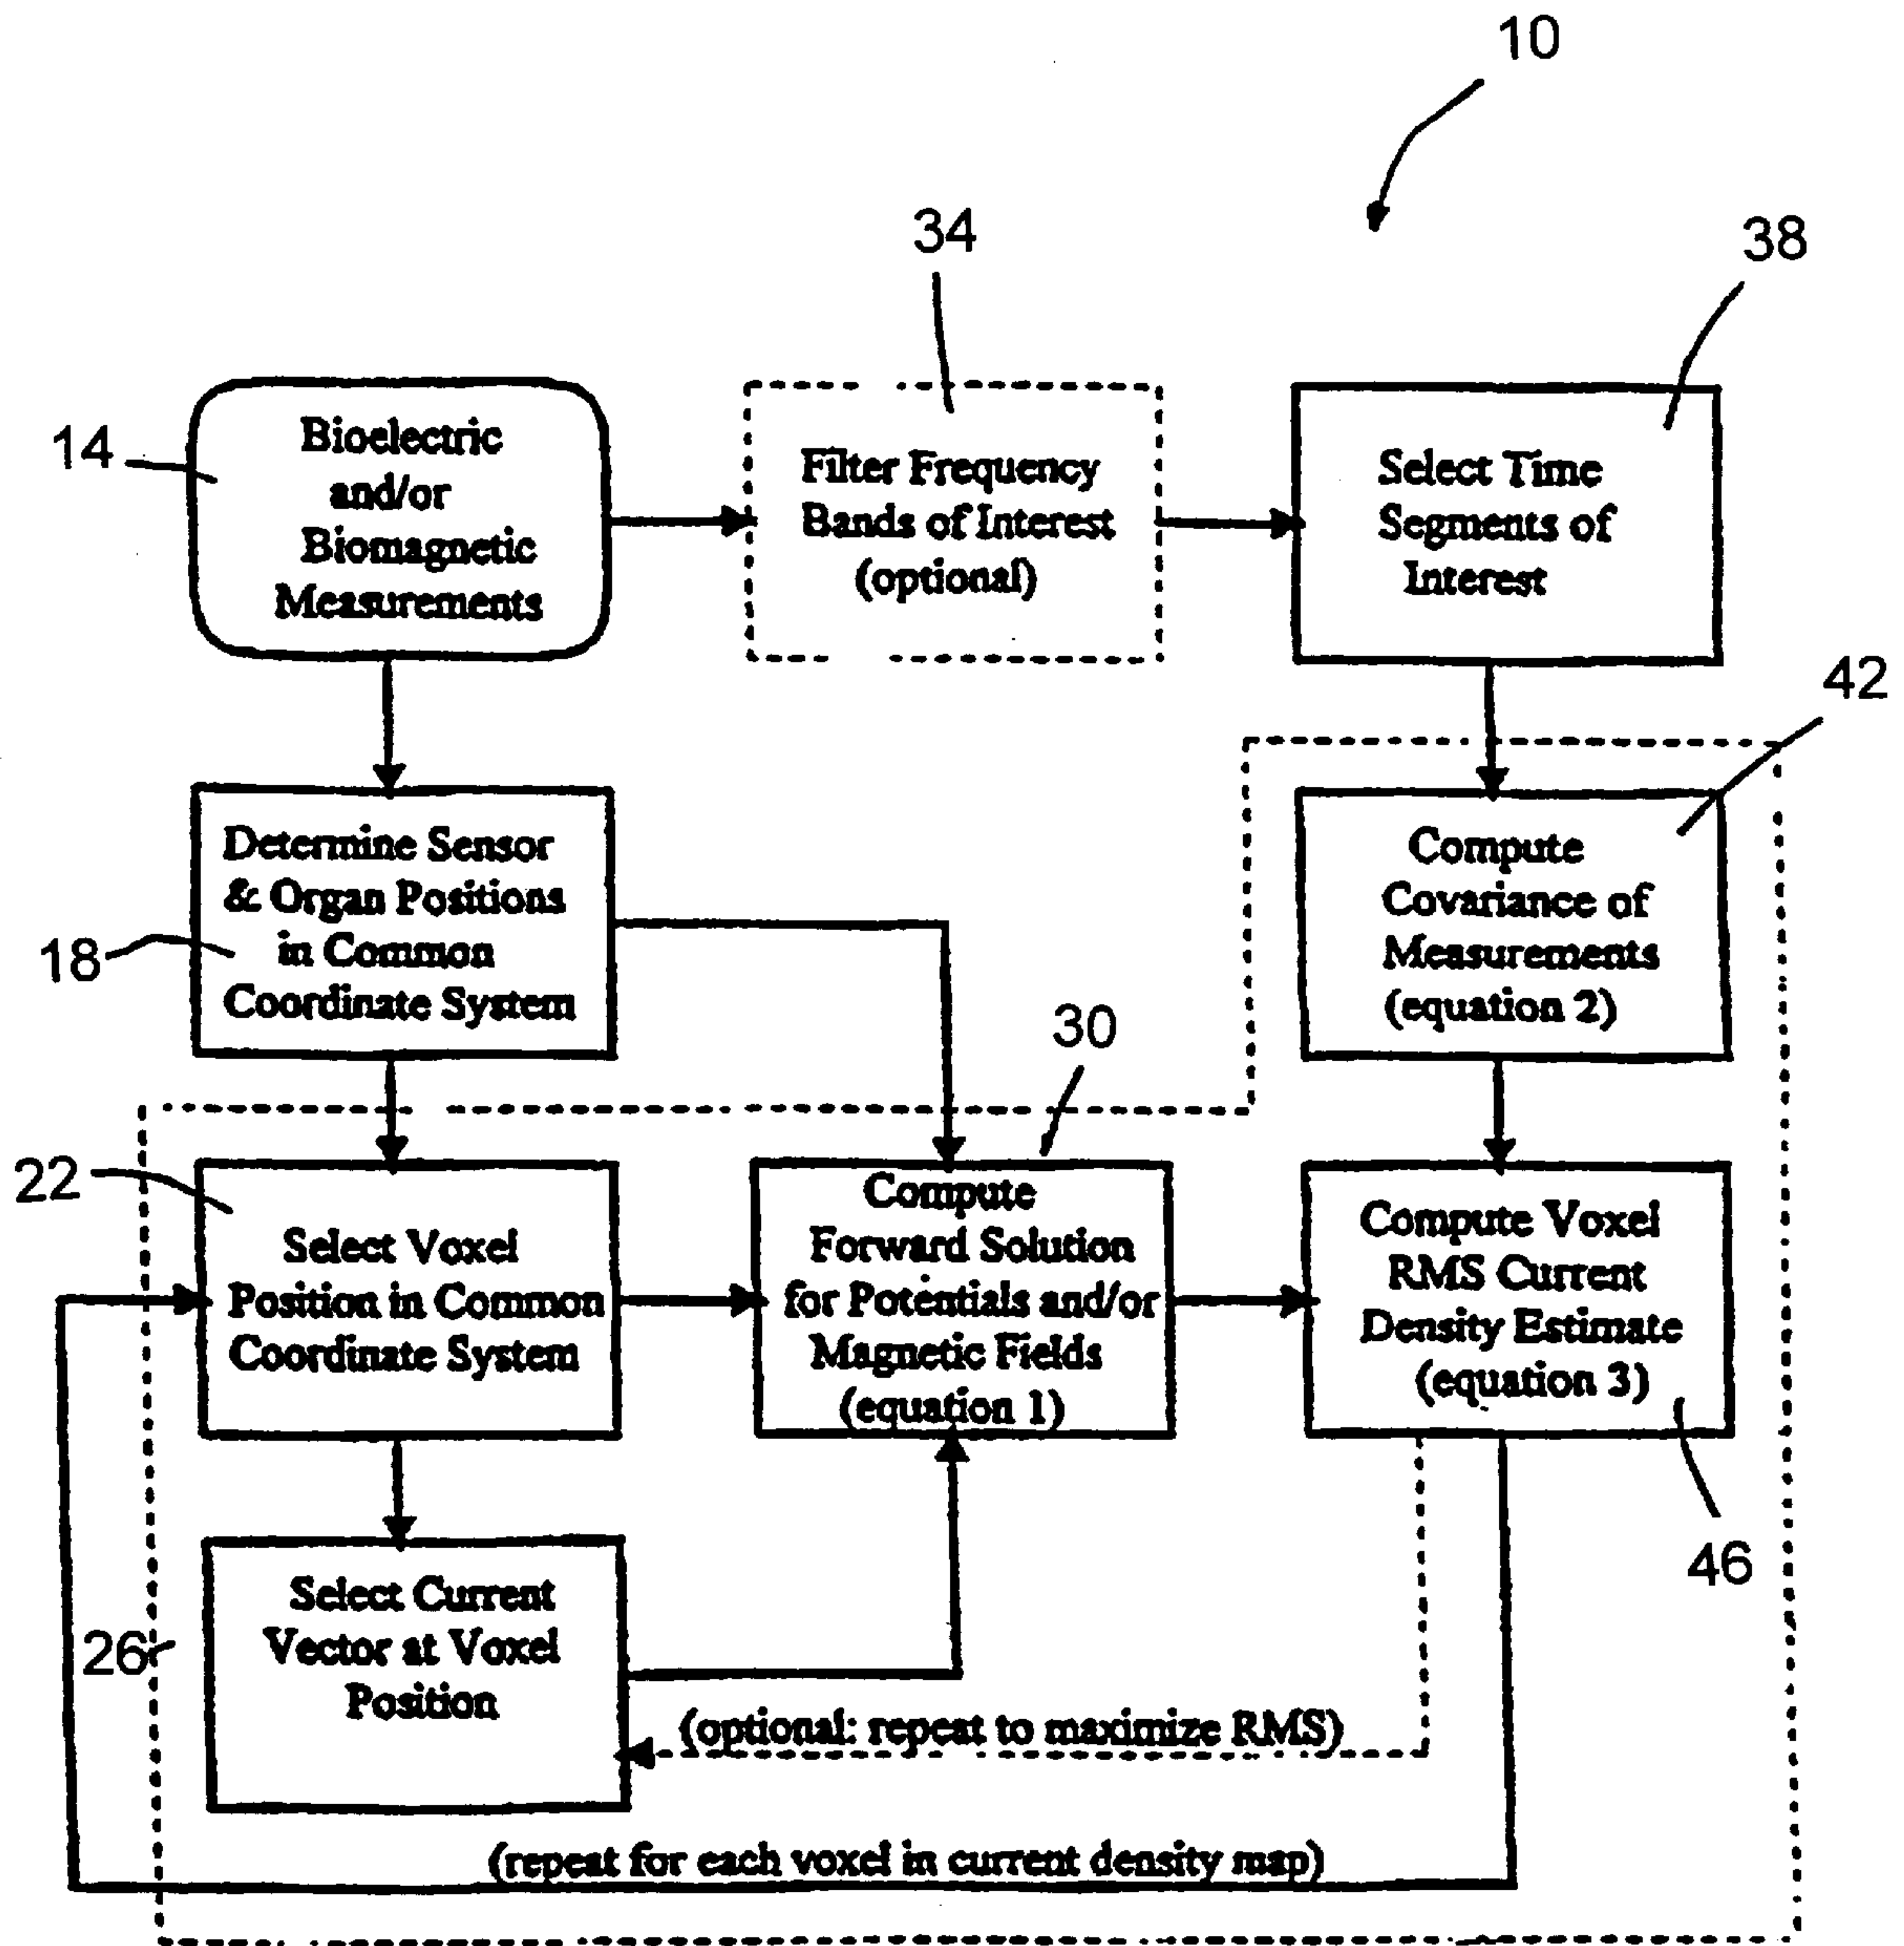 10
34
38
14
Bioelectric
and/or
Biomagnetic
Measurements
Filter Frequency
Bands of Interest
(optional)
Select Time
Segments of
Interest
42
18
Determine Sensor
& Organ Positions
in Common
Coordinate System
Compute
Covariance of
Measurements
(equation 2)
30
22
Select Voxel
Position in Common
Coordinate System
Compute
Forward Solution
for Potentials and/or
Magnetic Fields
(equation 1)
Compute Voxel
RMS Current
Density Estimate
(equation 3)
46
26
Select Current
Vector at Voxel
Position
(optional: repeat to maximize RMS)
(repeat for each voxel in current density map)